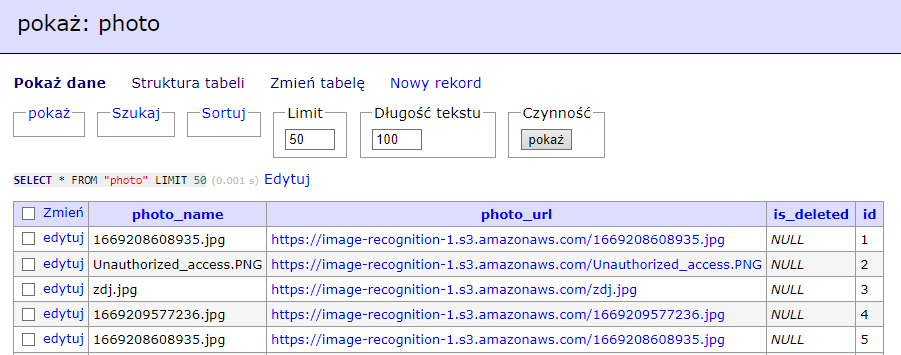 pokaż: photo
Pokaż dane Struktura tabeli Zmień tabelę Nowy rekord
pokaż Szukaj Sortuj Limit Długość tekstu Czynność
50 100 pokaż
SELECT * FROM "photo" LIMIT 50 (0.001 s) Edytuj
Zmień photo_name photo_url is_deleted id
edytuj 1669208608935.jpg https://image-recognition-1.s3.amazonaws.com/1669208608935.jpg NULL 1
edytuj Unauthorized_access.PNG https://image-recognition-1.s3.amazonaws.com/Unauthorized_access.PNG NULL 2
edytuj zdj.jpg https://image-recognition-1.s3.amazonaws.com/zdj.jpg NULL 3
edytuj 1669209577236.jpg https://image-recognition-1.s3.amazonaws.com/1669209577236.jpg NULL 4
edytuj 1669208608935.jpg https://image-recognition-1.s3.amazonaws.com/1669208608935.jpg NULL 5